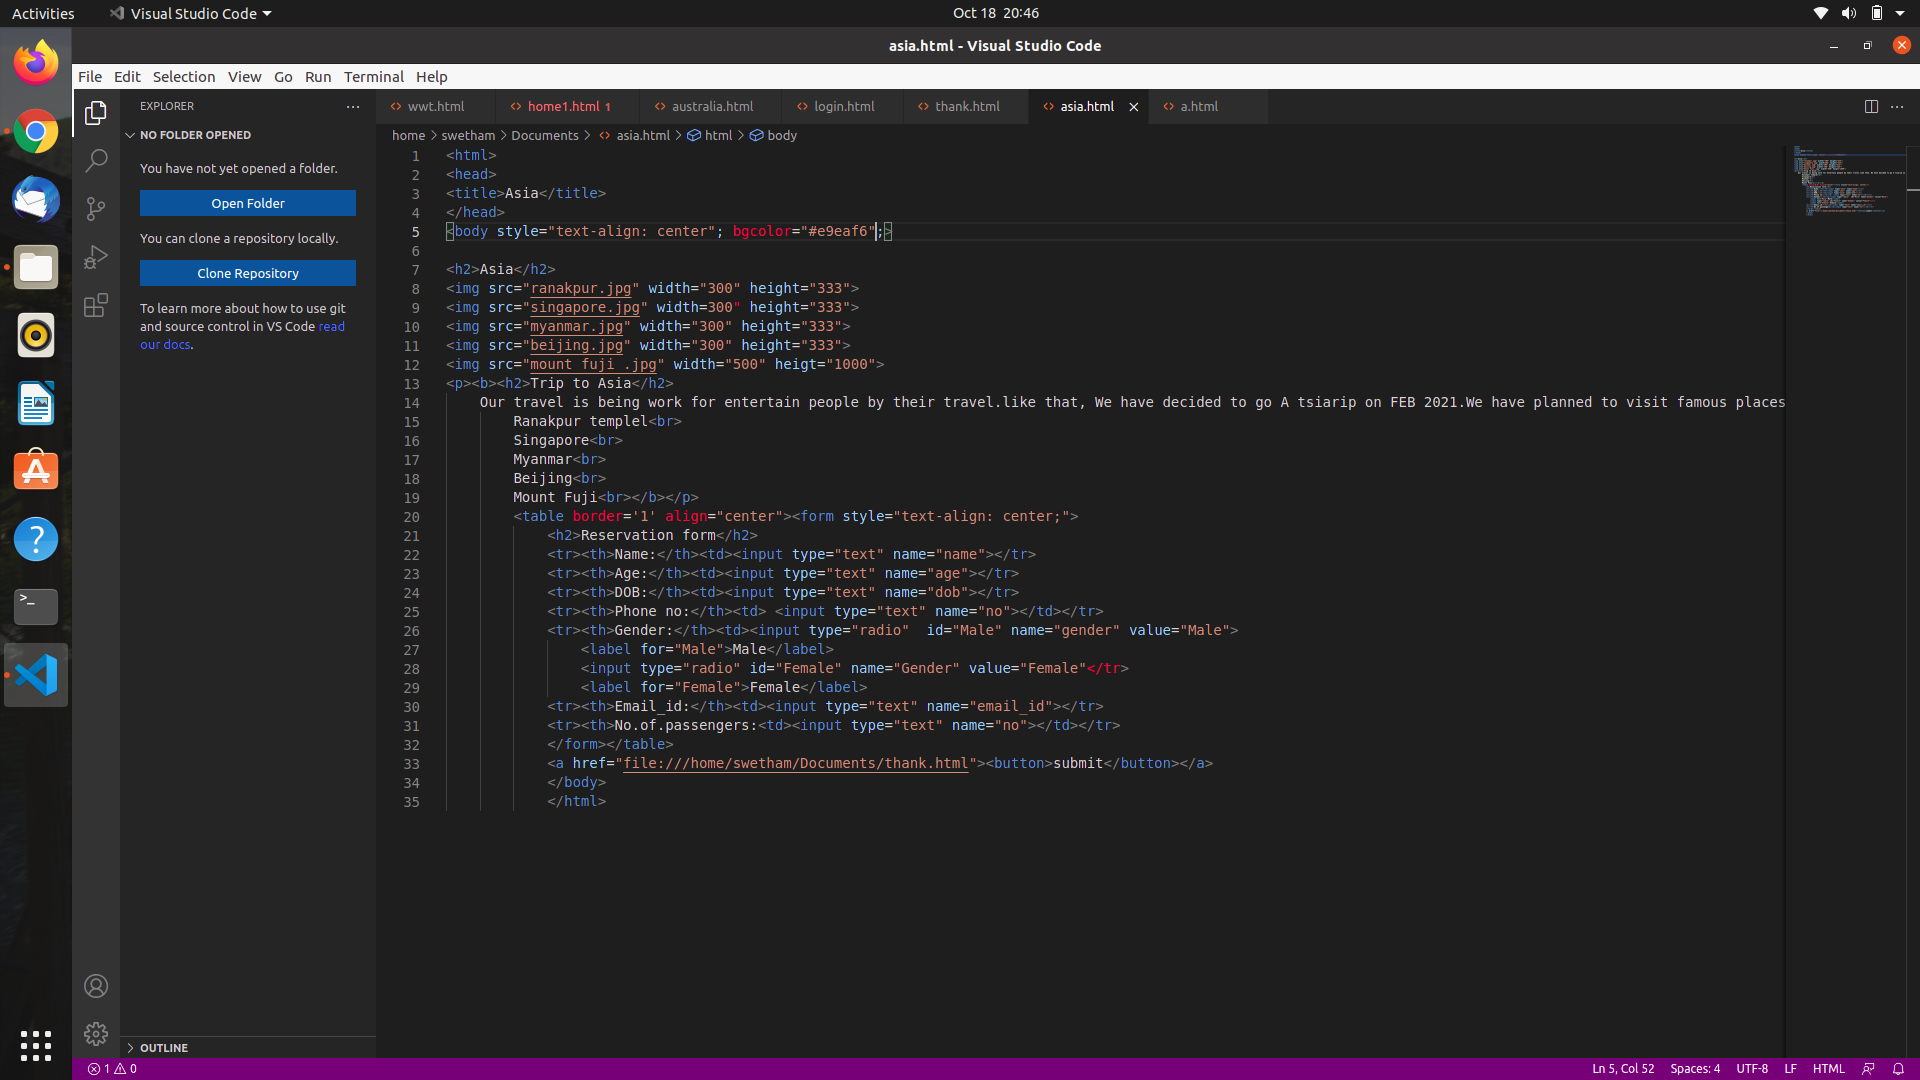 Activities Visual Studio Code Oct 18 20:46
asia.html - Visual Studio Code
File Edit Selection View Go Run Terminal Help
EXPLORER ...
wwt.html home1.html 1 australia.html login.html thank.html asia.html a.html
NO FOLDER OPENED
You have not yet opened a folder.
Open Folder
You can clone a repository locally.
Clone Repository
To learn more about how to use git
and source control in VS Code read
our docs.
OUTLINE
home > swetham > Documents > asia.html > html > body
1 <html>
2 <head>
3 <title>Asia</title>
4 </head>
5 <body style="text-align: center"; bgcolor="#e9eaf6";>
6
7 <h2>Asia</h2>
8 <img src="ranakpur.jpg" width="300" height="333">
9 <img src="singapore.jpg" width=300" height="333">
10 <img src="myanmar.jpg" width="300" height="333">
11 <img src="beijing.jpg" width="300" height="333">
12 <img src="mount fuji .jpg" width="500" heigt="1000">
13 <p><b><h2>Trip to Asia</h2>
14 Our travel is being work for entertain people by their travel.like that, We have decided to go A tsiarip on FEB 2021.We have planned to visit famous places
15 Ranakpur templel<br>
16 Singapore<br>
17 Myanmar<br>
18 Beijing<br>
19 Mount Fuji<br></b></p>
20 <table border='1' align="center"><form style="text-align: center;">
21 <h2>Reservation form</h2>
22 <tr><th>Name:</th><td><input type="text" name="name"></tr>
23 <tr><th>Age:</th><td><input type="text" name="age"></tr>
24 <tr><th>DOB:</th><td><input type="text" name="dob"></tr>
25 <tr><th>Phone no:</th><td> <input type="text" name="no"></td></tr>
26 <tr><th>Gender:</th><td><input type="radio"  id="Male" name="gender" value="Male">
27 <label for="Male">Male</label>
28 <input type="radio" id="Female" name="Gender" value="Female"</tr>
29 <label for="Female">Female</label>
30 <tr><th>Email_id:</th><td><input type="text" name="email_id"></tr>
31 <tr><th>No.of.passengers:<td><input type="text" name="no"></td></tr>
32 </form></table>
33 <a href="file:///home/swetham/Documents/thank.html"><button>submit</button></a>
34 </body>
35 </html>
1 0 Ln 5, Col 52 Spaces: 4 UTF-8 LF HTML